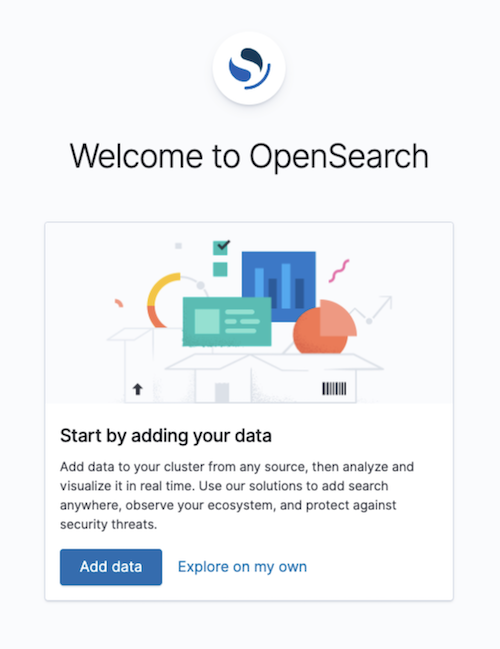 Welcome to OpenSearch
Start by adding your data
Add data to your cluster from any source, then analyze and
visualize it in real time. Use our solutions to add search
anywhere, observe your ecosystem, and protect against
security threats.
Add data
Explore on my own